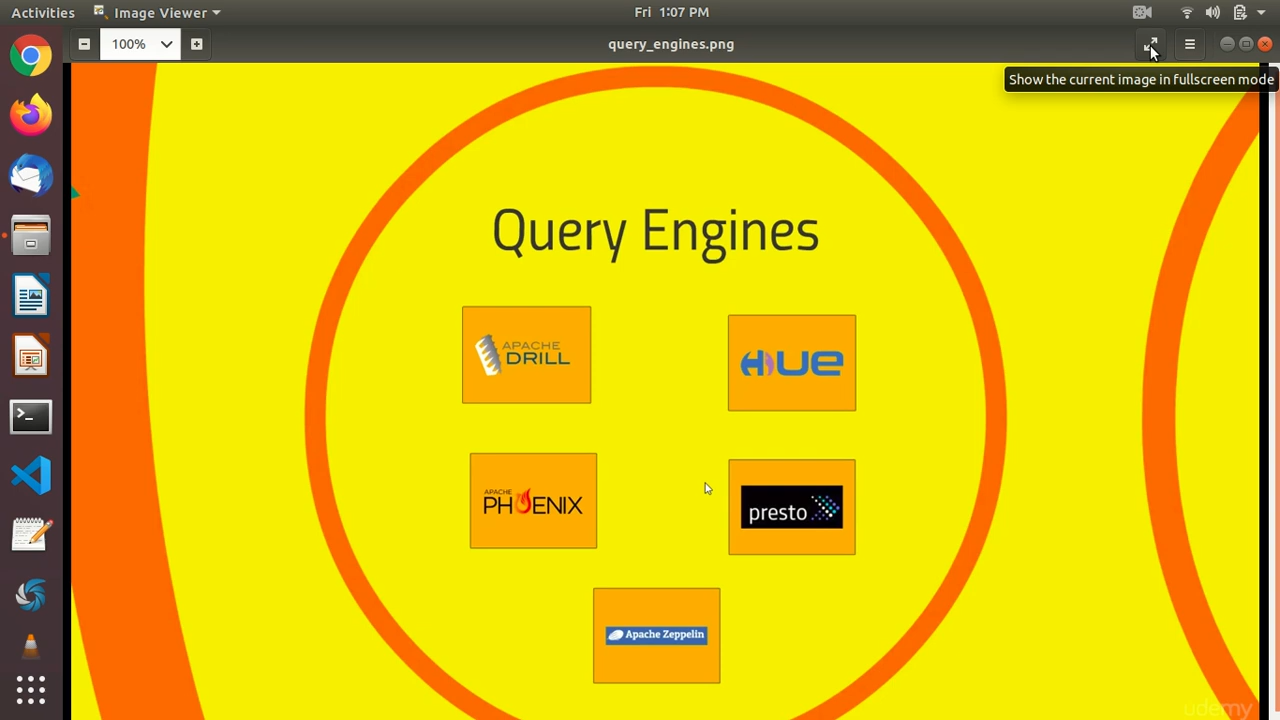 Activities
Image Viewer
Fri 1:07 PM
100%
query_engines.png
Show the current image in fullscreen mode
Query Engines
APACHE
DRILL
HUE
APACHE
PHOENIX
presto
Apache Zeppelin
udemy